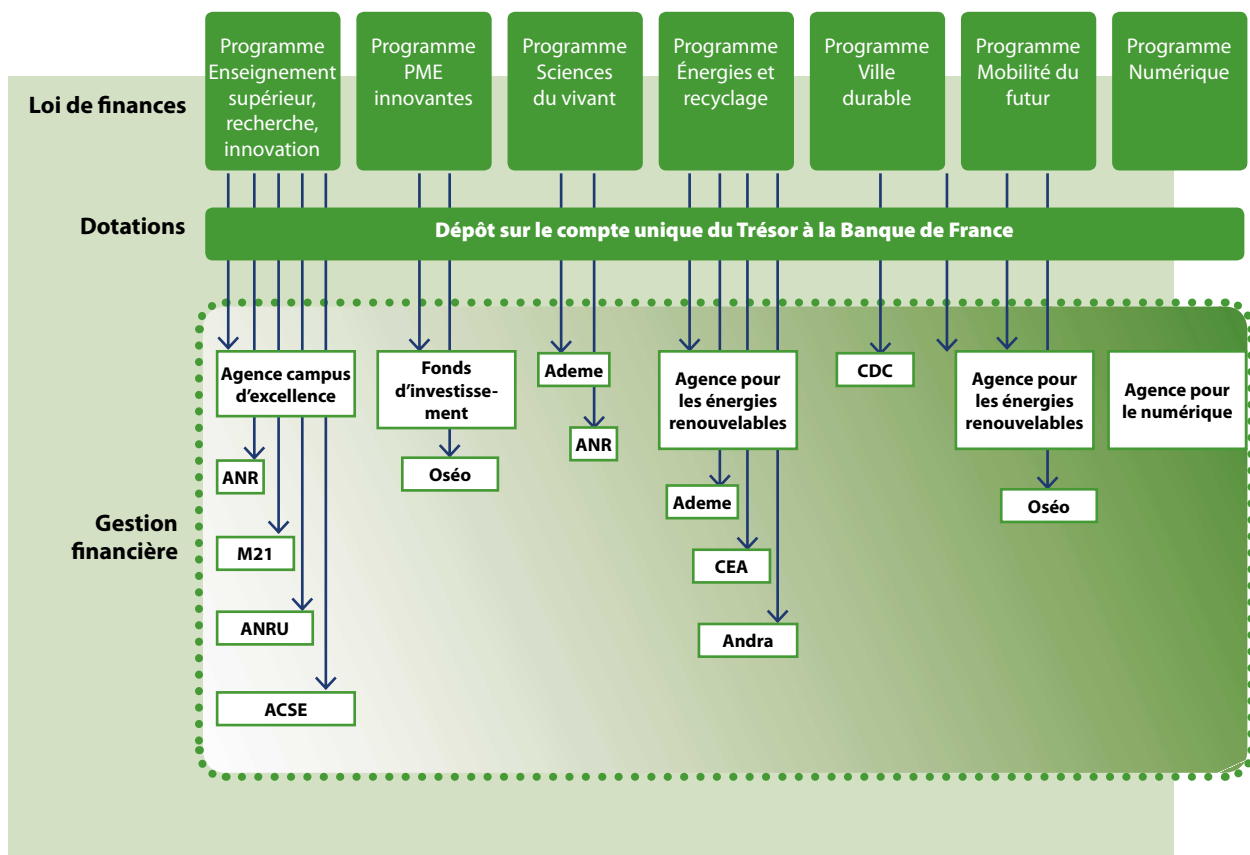 Programme
Enseignement
supérieur,
recherche,
innovation
Programme
PME
innovantes
Programme
Sciences
du vivant
Programme
Énergies et
recyclage
Programme
Ville
durable
Programme
Mobilité du
futur
Programme
Numérique
Loi de finances
Dotations
Dépôt sur le compte unique du Trésor à la Banque de France
Gestion
financière
Agence campus
d'excellence
ANR
M21
ANRU
ACSE
Fonds
d'investisse-
ment
Oséo
Ademe
ANR
Agence pour
les énergies
renouvelables
Ademe
CEA
Andra
CDC
Agence pour
les énergies
renouvelables
Oséo
Agence pour
le numérique